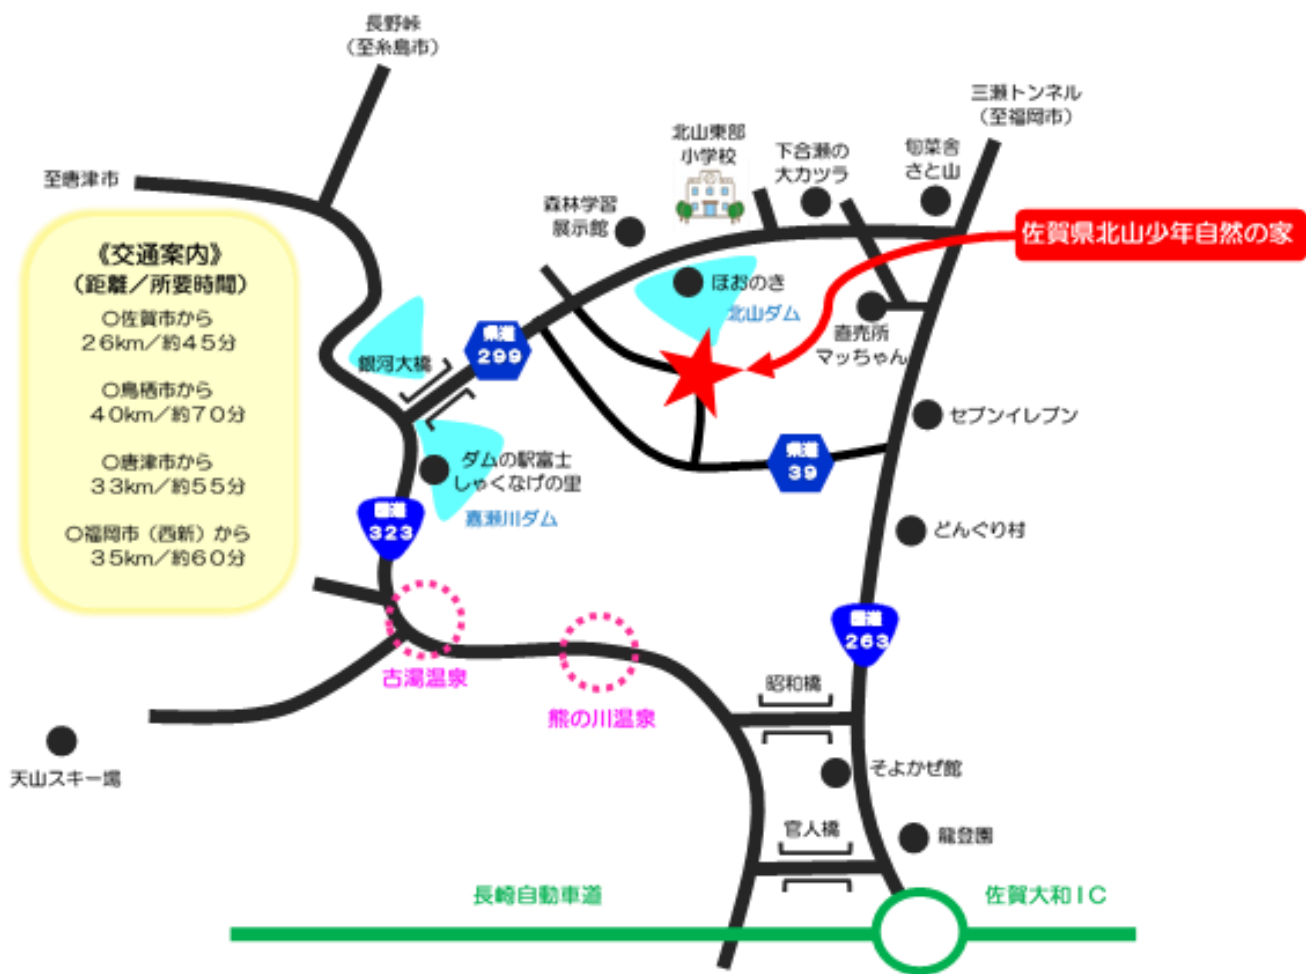 長野峠
(至糸島市)
三瀬トンネル
(至福岡市)
北山東部
小学校
下合瀬の
大カツラ
旬菜舎
さと山
至唐津市
森林学習
展示館
佐賀県北山少年自然の家
《交通案内》
(距離/所要時間)
〇佐賀市から
26km/約45分
〇鳥栖市から
40km/約70分
〇唐津市から
33km/約55分
〇福岡市(西新)から
35km/約60分
ほおのき
北山ダム
直売所
マッちゃん
銀河大橋
県道
299
セブンイレブン
県道
39
ダムの駅富士
しゃくなげの里
嘉瀬川ダム
国道
323
どんぐり村
国道
263
古湯温泉
熊の川温泉
昭和橋
天山スキー場
そよかぜ館
官人橋
龍登園
長崎自動車道
佐賀大和IC